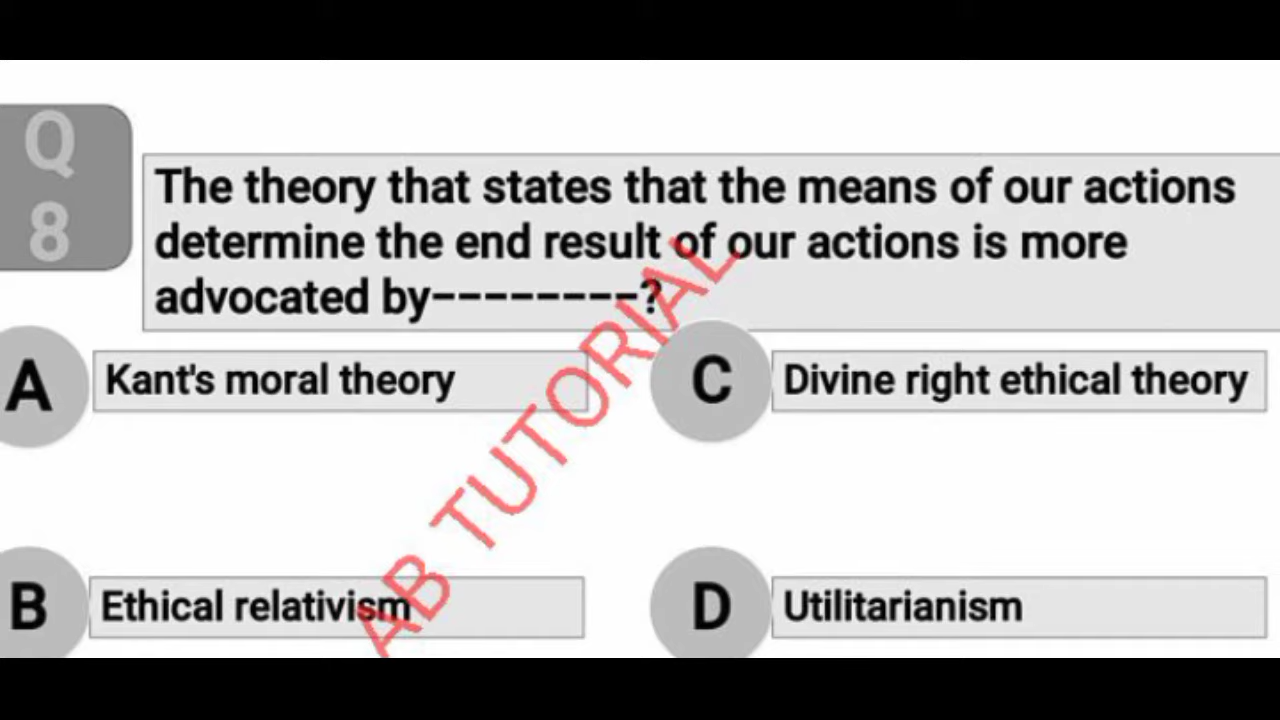 Q
8
The theory that states that the means of our actions
determine the end result of our actions is more
advocated by---------?
A
Kant's moral theory
C
Divine right ethical theory
B
Ethical relativism
D
Utilitarianism
AB TUTORIAL